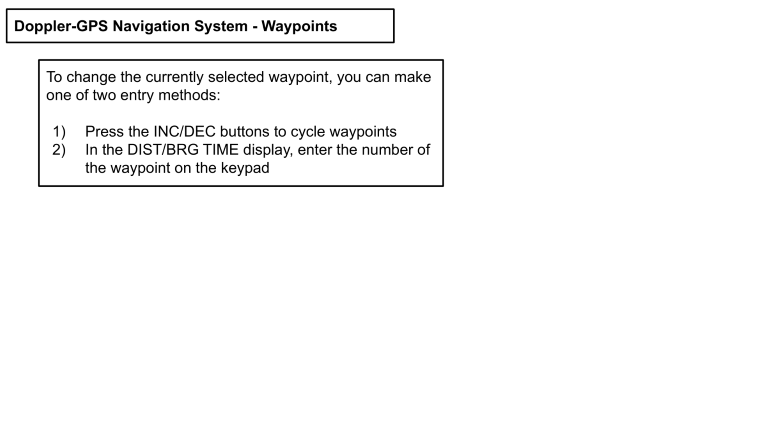 Doppler-GPS Navigation System - Waypoints
To change the currently selected waypoint, you can make
one of two entry methods:
1) Press the INC/DEC buttons to cycle waypoints
2) In the DIST/BRG TIME display, enter the number of
the waypoint on the keypad